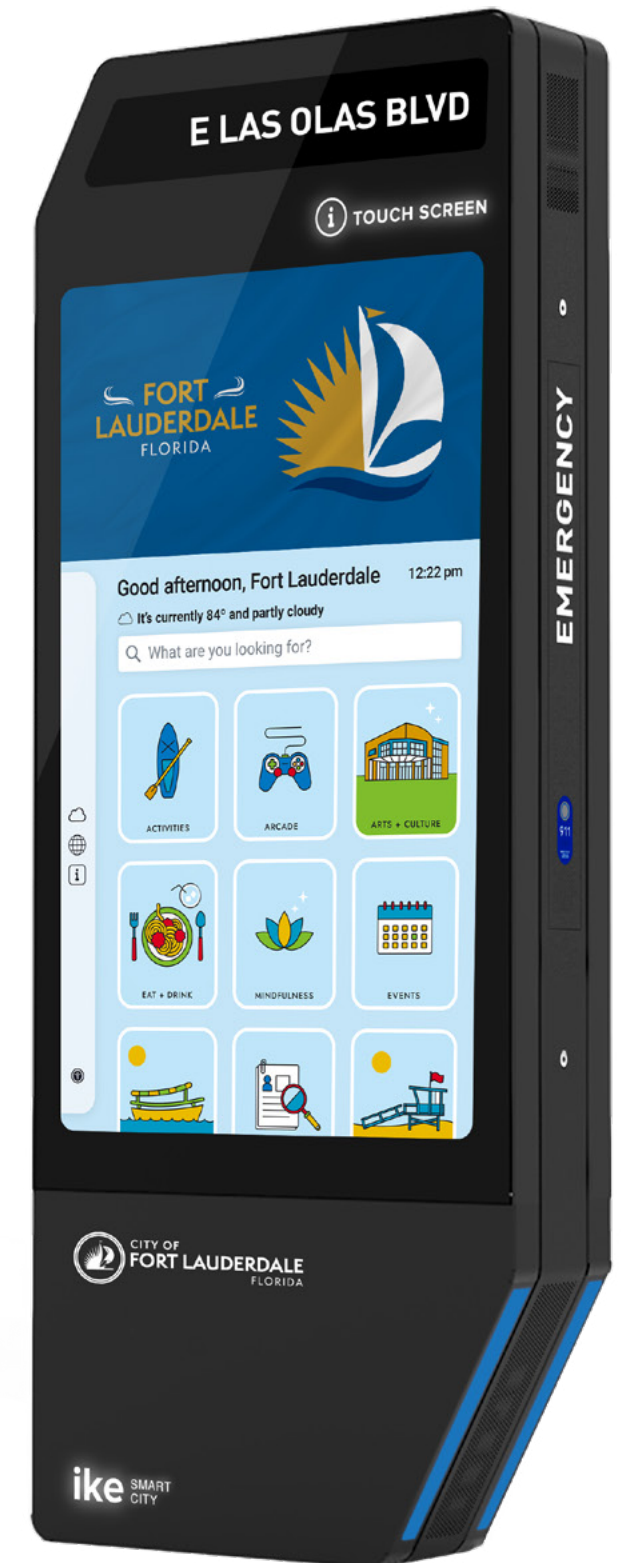 E LAS OLAS BLVD
i TOUCH SCREEN
FORT
LAUDERDALE
FLORIDA
Good afternoon, Fort Lauderdale 12:22 pm
It's currently 84° and partly cloudy
What are you looking for?
ACTIVITIES
ARCADE
ARTS + CULTURE
EAT + DRINK
MINDFULNESS
EVENTS
i
CITY OF
FORT LAUDERDALE
FLORIDA
ike SMART
CITY
EMERGENCY
911